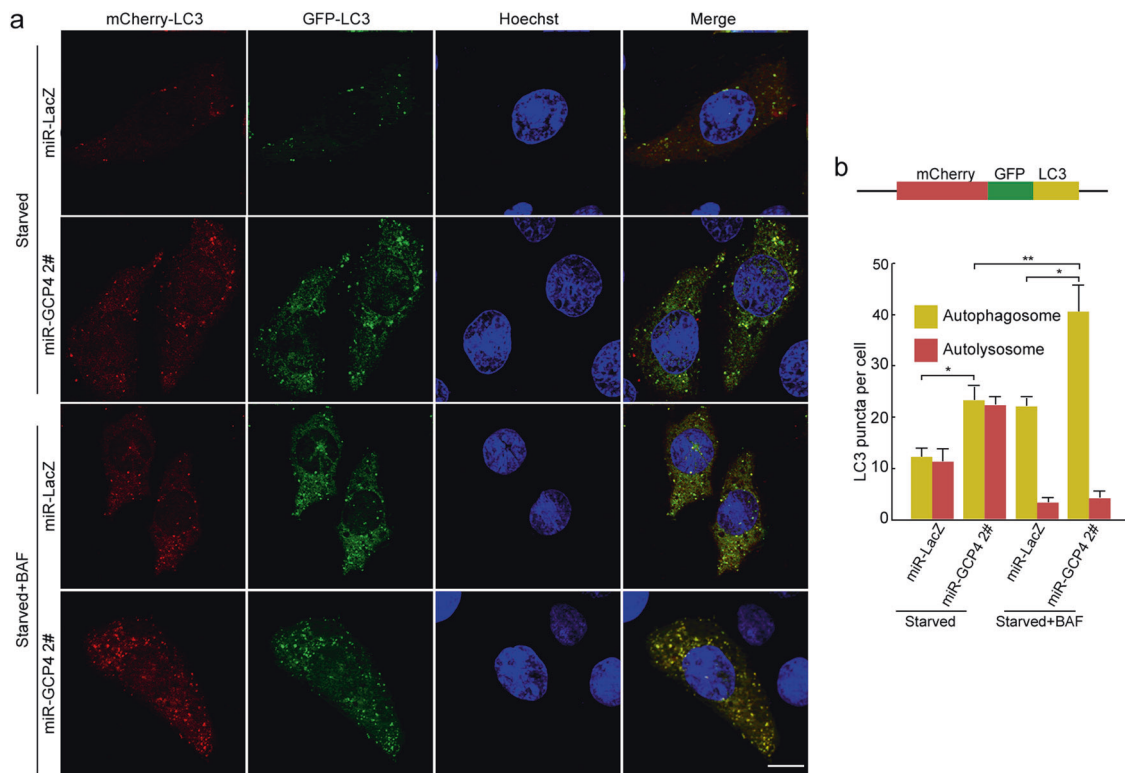 a
mCherry-LC3 GFP-LC3 Hoechst Merge
Starved
miR-LacZ
miR-GCP4 2#
Starved+BAF
miR-LacZ
miR-GCP4 2#
b
mCherry GFP LC3
LC3 puncta per cell
50
40
30
20
10
0
**
*
*
Autophagosome
Autolysosome
miR-LacZ
miR-GCP4 2#
miR-LacZ
miR-GCP4 2#
Starved Starved+BAF